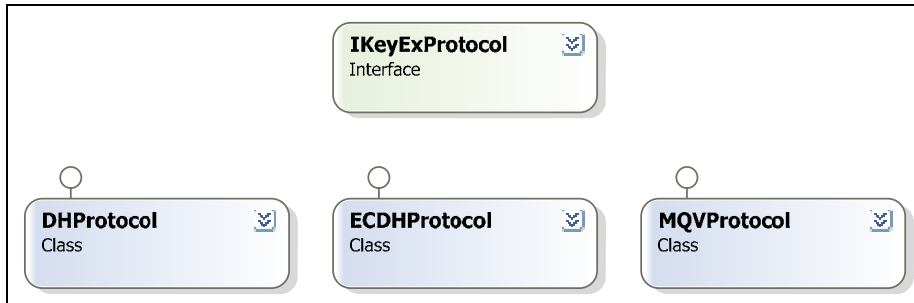 IKeyExProtocol
Interface
DHProtocol
Class
ECDHProtocol
Class
MQVProtocol
Class